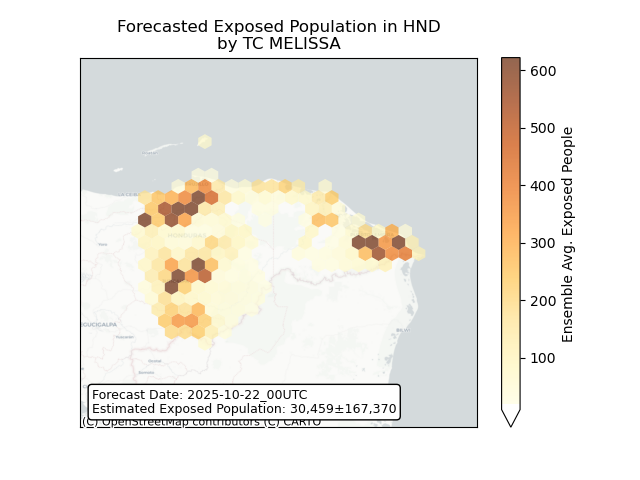 Forecasted Exposed Population in HND
by TC MELISSA
600
500
400
300
200
100
Ensemble Avg. Exposed People
Forecast Date: 2025-10-22_00UTC
Estimated Exposed Population: 30,459±167,370
(C) OpenStreetMap contributors (C) CARTO